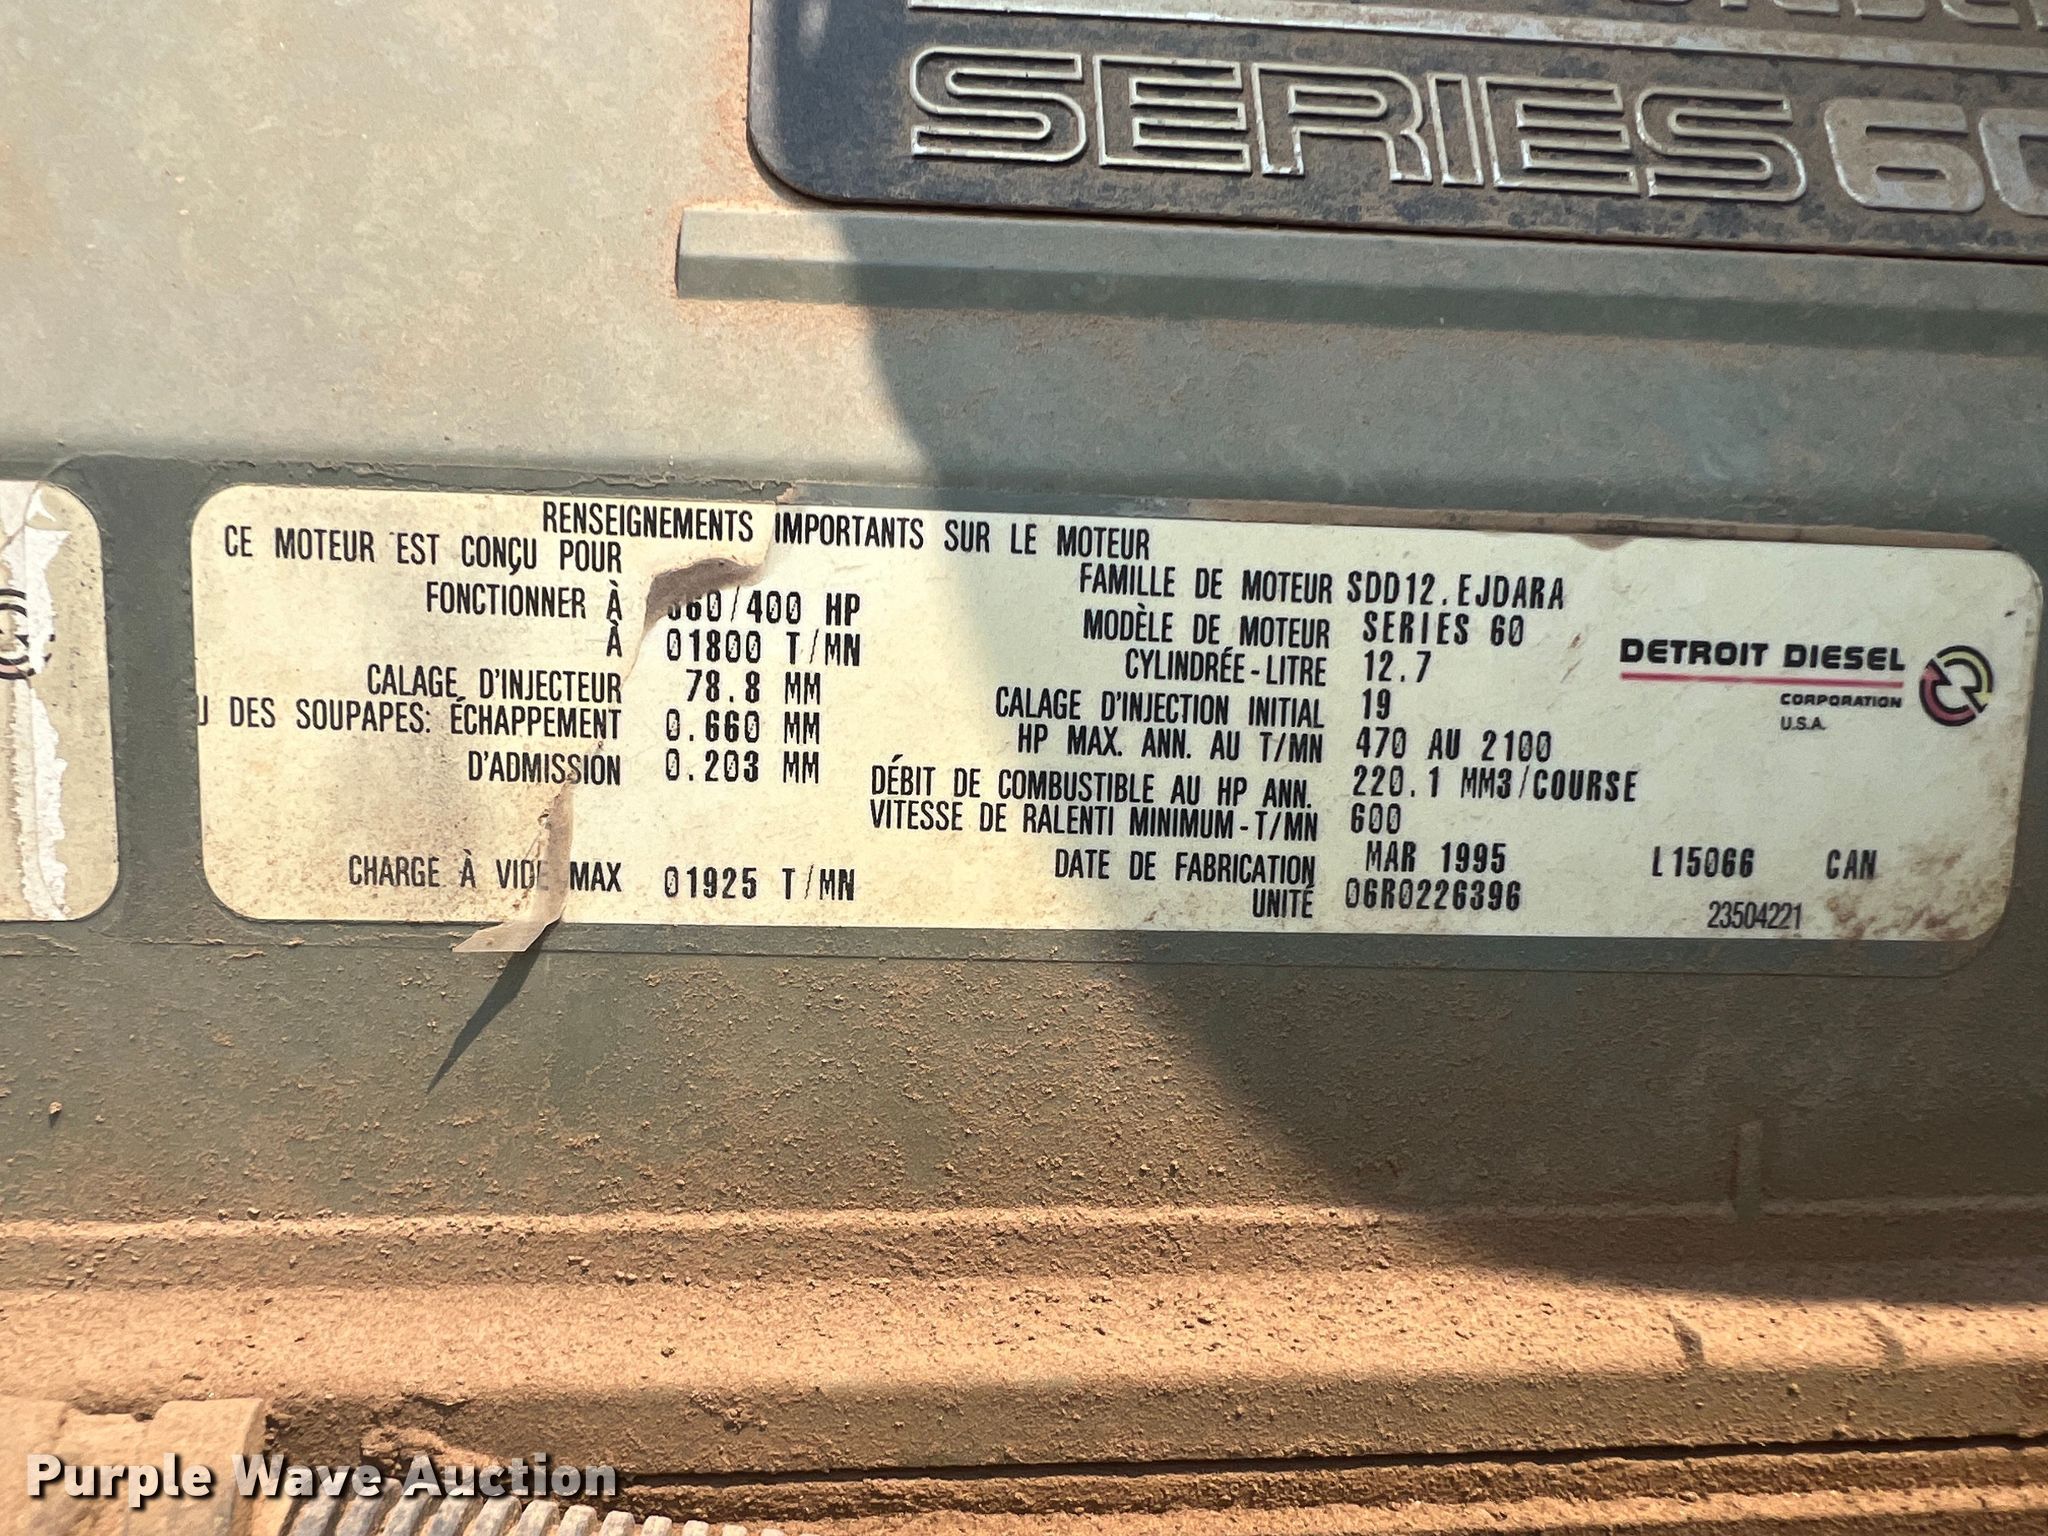 SERIES 60
RENSEIGNEMENTS IMPORTANTS SUR LE MOTEUR
CE MOTEUR EST CONÇU POUR
FONCTIONNER À 360/400 HP
À 01800 T/MN
CALAGE D'INJECTEUR 78.8 MM
DES SOUPAPES: ÉCHAPPEMENT 0.660 MM
D'ADMISSION 0.203 MM
CHARGE À VIDE MAX 01925 T/MN
FAMILLE DE MOTEUR SDD12.EJDARA
MODÈLE DE MOTEUR SERIES 60
CYLINDRÉE-LITRE 12.7
CALAGE D'INJECTION INITIAL 19
HP MAX. ANN. AU T/MN 470 AU 2100
DÉBIT DE COMBUSTIBLE AU HP ANN. 220.1 MM3/COURSE
VITESSE DE RALENTI MINIMUM-T/MN 600
DATE DE FABRICATION MAR 1995
UNITÉ 06R0226396
DETROIT DIESEL
CORPORATION
U.S.A.
L15066 CAN
23504221
Purple Wave Auction